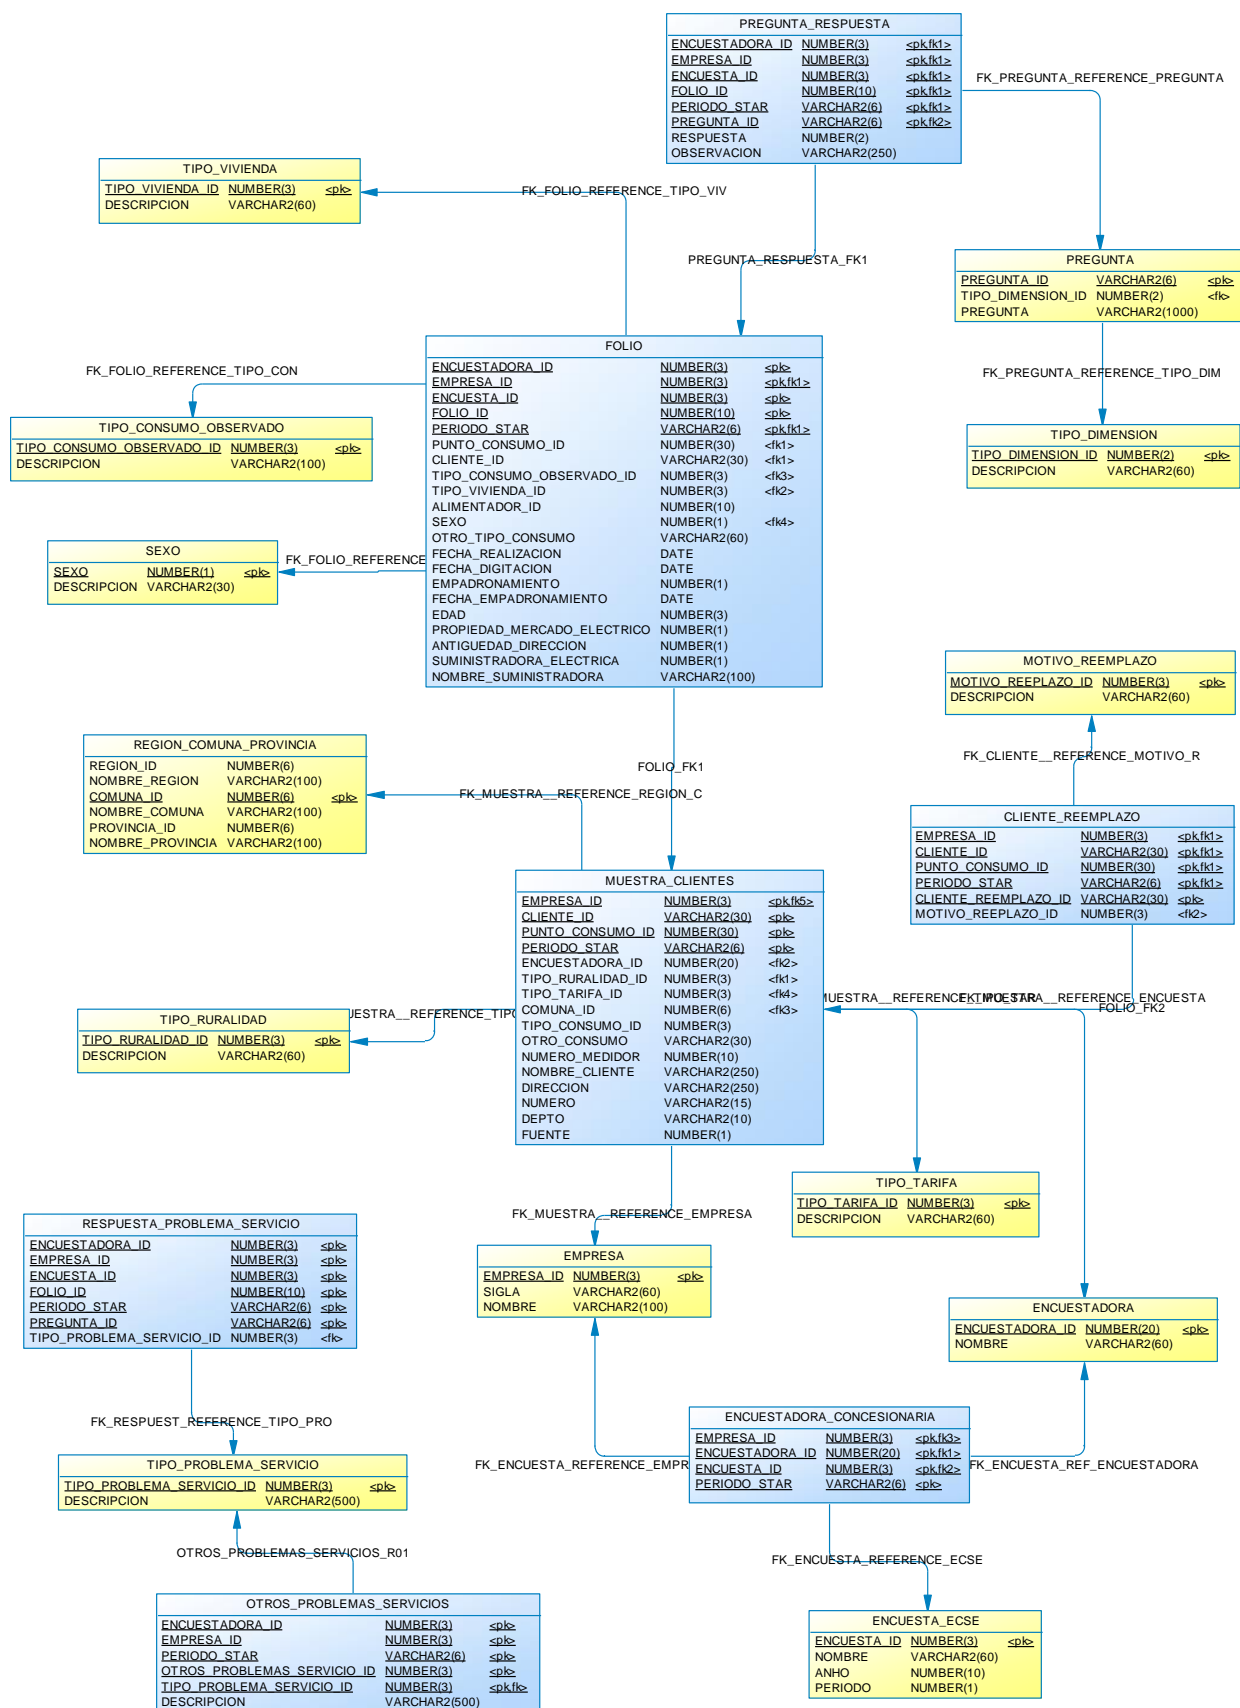 PREGUNTA_RESPUESTA
ENCUESTADORA_ID NUMBER(3) <pk,fk1>
EMPRESA_ID NUMBER(3) <pk,fk1>
ENCUESTA_ID NUMBER(3) <pk,fk1>
FOLIO_ID NUMBER(10) <pk,fk1>
PERIODO_STAR VARCHAR2(6) <pk,fk1>
PREGUNTA_ID VARCHAR2(6) <pk,fk2>
RESPUESTA NUMBER(2)
OBSERVACION VARCHAR2(250)
FK_PREGUNTA_REFERENCE_PREGUNTA
TIPO_VIVIENDA
TIPO_VIVIENDA_ID NUMBER(3) <pk>
DESCRIPCION VARCHAR2(60)
FK_FOLIO_REFERENCE_TIPO_VIV
PREGUNTA_RESPUESTA_FK1
PREGUNTA
PREGUNTA_ID VARCHAR2(6) <pk>
TIPO_DIMENSION_ID NUMBER(2) <fk>
PREGUNTA VARCHAR2(1000)
FK_PREGUNTA_REFERENCE_TIPO_DIM
TIPO_DIMENSION
TIPO_DIMENSION_ID NUMBER(2) <pk>
DESCRIPCION VARCHAR2(60)
FOLIO
ENCUESTADORA_ID NUMBER(3) <pk>
EMPRESA_ID NUMBER(3) <pk,fk1>
ENCUESTA_ID NUMBER(3) <pk>
FOLIO_ID NUMBER(10) <pk>
PERIODO_STAR VARCHAR2(6) <pk,fk1>
PUNTO_CONSUMO_ID NUMBER(30) <fk1>
CLIENTE_ID VARCHAR2(30) <fk1>
TIPO_CONSUMO_OBSERVADO_ID NUMBER(3) <fk3>
TIPO_VIVIENDA_ID NUMBER(3) <fk2>
ALIMENTADOR_ID NUMBER(10)
SEXO NUMBER(1) <fk4>
OTRO_TIPO_CONSUMO VARCHAR2(60)
FECHA_REALIZACION DATE
FECHA_DIGITACION DATE
EMPADRONAMIENTO NUMBER(1)
FECHA_EMPADRONAMIENTO DATE
EDAD NUMBER(3)
PROPIEDAD_MERCADO_ELECTRICO NUMBER(1)
ANTIGUEDAD_DIRECCION NUMBER(1)
SUMINISTRADORA_ELECTRICA NUMBER(1)
NOMBRE_SUMINISTRADORA VARCHAR2(100)
FK_FOLIO_REFERENCE_TIPO_CON
TIPO_CONSUMO_OBSERVADO
TIPO_CONSUMO_OBSERVADO_ID NUMBER(3) <pk>
DESCRIPCION VARCHAR2(100)
SEXO
SEXO NUMBER(1) <pk>
DESCRIPCION VARCHAR2(30)
FK_FOLIO_REFERENCE
MOTIVO_REEMPLAZO
MOTIVO_REEPLAZO_ID NUMBER(3) <pk>
DESCRIPCION VARCHAR2(60)
FK_CLIENTE__REFERENCE_MOTIVO_R
REGION_COMUNA_PROVINCIA
REGION_ID NUMBER(6)
NOMBRE_REGION VARCHAR2(100)
COMUNA_ID NUMBER(6) <pk>
NOMBRE_COMUNA VARCHAR2(100)
PROVINCIA_ID NUMBER(6)
NOMBRE_PROVINCIA VARCHAR2(100)
FOLIO_FK1
FK_MUESTRA__REFERENCE_REGION_C
CLIENTE_REEMPLAZO
EMPRESA_ID NUMBER(3) <pk,fk1>
CLIENTE_ID VARCHAR2(30) <pk,fk1>
PUNTO_CONSUMO_ID NUMBER(30) <pk,fk1>
PERIODO_STAR VARCHAR2(6) <pk,fk1>
CLIENTE_REEMPLAZO_ID VARCHAR2(30) <pk>
MOTIVO_REEPLAZO_ID NUMBER(3) <fk2>
MUESTRA_CLIENTES
EMPRESA_ID NUMBER(3) <pk,fk5>
CLIENTE_ID VARCHAR2(30) <pk>
PUNTO_CONSUMO_ID NUMBER(30) <pk>
PERIODO_STAR VARCHAR2(6) <pk>
ENCUESTADORA_ID NUMBER(20) <fk2>
TIPO_RURALIDAD_ID NUMBER(3) <fk1>
TIPO_TARIFA_ID NUMBER(3) <fk4>
COMUNA_ID NUMBER(6) <fk3>
TIPO_CONSUMO_ID NUMBER(3)
OTRO_CONSUMO VARCHAR2(30)
NUMERO_MEDIDOR NUMBER(10)
NOMBRE_CLIENTE VARCHAR2(250)
DIRECCION VARCHAR2(250)
NUMERO VARCHAR2(15)
DEPTO VARCHAR2(10)
FUENTE NUMBER(1)
FOLIO_FK2
TIPO_RURALIDAD
TIPO_RURALIDAD_ID NUMBER(3) <pk>
DESCRIPCION VARCHAR2(60)
UESTRA__REFERENCE_TIPO
TIPO_TARIFA
TIPO_TARIFA_ID NUMBER(3) <pk>
DESCRIPCION VARCHAR2(60)
FK_MUESTRA__REFERENCE_EMPRESA
RESPUESTA_PROBLEMA_SERVICIO
ENCUESTADORA_ID NUMBER(3) <pk>
EMPRESA_ID NUMBER(3) <pk>
ENCUESTA_ID NUMBER(3) <pk>
FOLIO_ID NUMBER(10) <pk>
PERIODO_STAR VARCHAR2(6) <pk>
PREGUNTA_ID VARCHAR2(6) <pk>
TIPO_PROBLEMA_SERVICIO_ID NUMBER(3) <fk>
EMPRESA
EMPRESA_ID NUMBER(3) <pk>
SIGLA VARCHAR2(60)
NOMBRE VARCHAR2(100)
ENCUESTADORA
ENCUESTADORA_ID NUMBER(20) <pk>
NOMBRE VARCHAR2(60)
FK_RESPUEST_REFERENCE_TIPO_PRO
ENCUESTADORA_CONCESIONARIA
EMPRESA_ID NUMBER(3) <pk,fk3>
ENCUESTADORA_ID NUMBER(20) <pk,fk1>
ENCUESTA_ID NUMBER(3) <pk,fk2>
PERIODO_STAR VARCHAR2(6) <pk>
FK_ENCUESTA_REFERENCE_EMPR
FK_ENCUESTA_REF_ENCUESTADORA
TIPO_PROBLEMA_SERVICIO
TIPO_PROBLEMA_SERVICIO_ID NUMBER(3) <pk>
DESCRIPCION VARCHAR2(500)
OTROS_PROBLEMAS_SERVICIOS_R01
FK_ENCUESTA_REFERENCE_ECSE
OTROS_PROBLEMAS_SERVICIOS
ENCUESTADORA_ID NUMBER(3) <pk>
EMPRESA_ID NUMBER(3) <pk>
PERIODO_STAR VARCHAR2(6) <pk>
OTROS_PROBLEMAS_SERVICIO_ID NUMBER(3) <pk>
TIPO_PROBLEMA_SERVICIO_ID NUMBER(3) <pk,fk>
DESCRIPCION VARCHAR2(500)
ENCUESTA_ECSE
ENCUESTA_ID NUMBER(3) <pk>
NOMBRE VARCHAR2(60)
ANHO NUMBER(10)
PERIODO NUMBER(1)